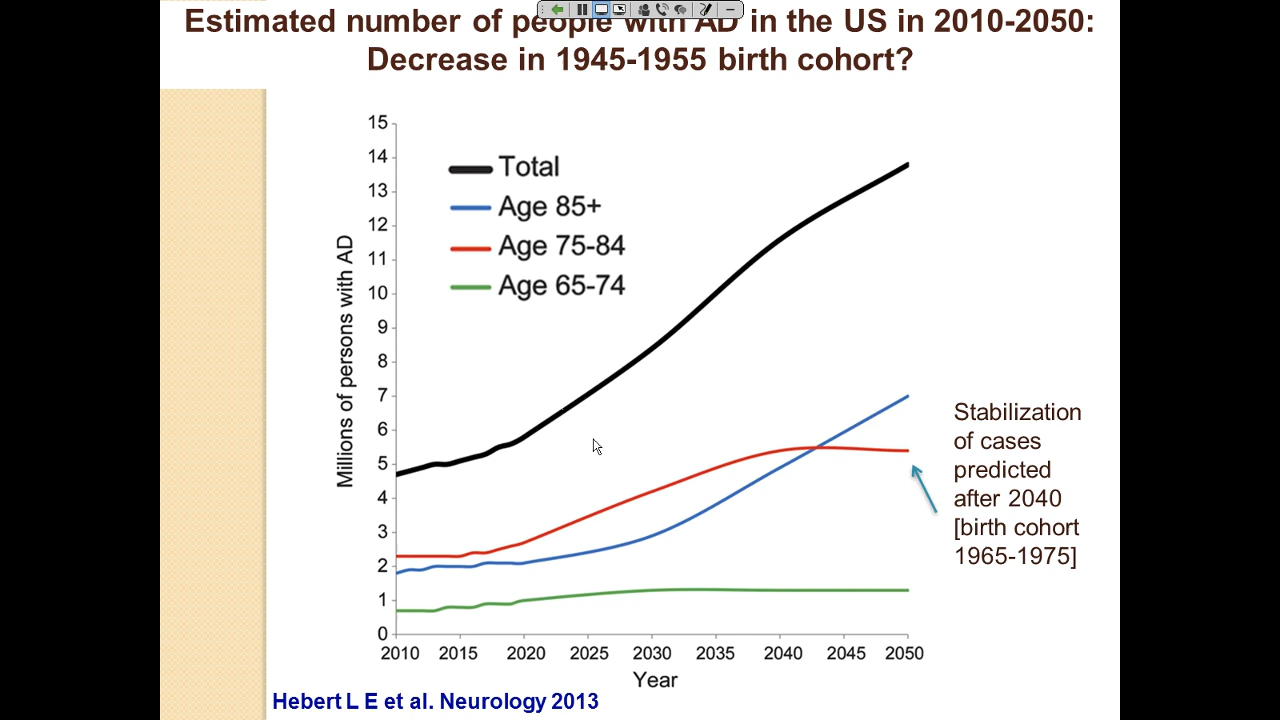 Estimated number of people with AD in the US in 2010-2050:
Decrease in 1945-1955 birth cohort?
15
14
13
12
11
10
9
8
7
6
5
4
3
2
1
0
Millions of persons with AD
Total
Age 85+
Age 75-84
Age 65-74
Stabilization
of cases
predicted
after 2040
[birth cohort
1965-1975]
2010 2015 2020 2025 2030 2035 2040 2045 2050
Year
Hebert L E et al. Neurology 2013